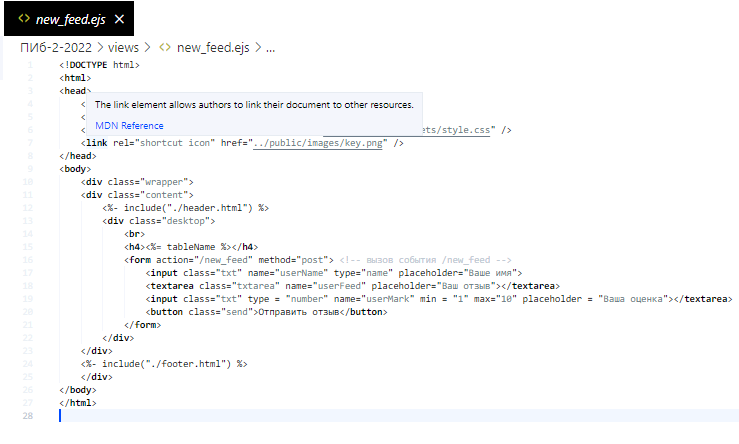 <> new_feed.ejs ×
ПИб-2-2022 > views > <> new_feed.ejs > ...
1 <!DOCTYPE html>
2 <html>
3 <head>
4 <
The link element allows authors to link their document to other resources.
5 <
MDN Reference
6 < ets/style.css" />
7 <link rel="shortcut icon" href="../public/images/key.png" />
8 </head>
9 <body>
10 <div class="wrapper">
11 <div class="content">
12 <%- include("./header.html") %>
13 <div class="desktop">
14 <br>
15 <h4><%= tableName %></h4>
16 <form action="/new_feed" method="post"> <!-- вызов события /new_feed -->
17 <input class="txt" name="userName" type="name" placeholder="Ваше имя">
18 <textarea class="txtarea" name="userFeed" placeholder="Ваш отзыв"></textarea>
19 <input class="txt" type = "number" name="userMark" min = "1" max="10" placeholder = "Ваша оценка"></textarea>
20 <button class="send">Отправить отзыв</button>
21 </form>
22 </div>
23 </div>
24 <%- include("./footer.html") %>
25 </div>
26 </body>
27 </html>
28